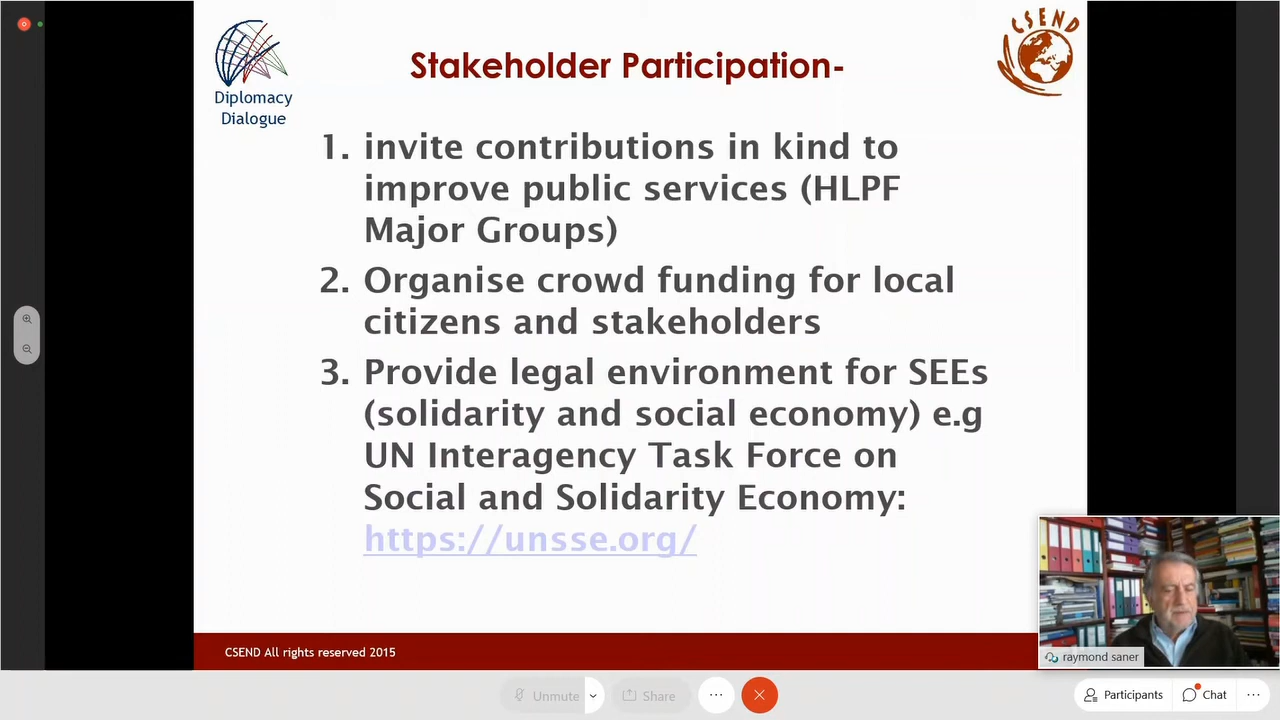 Stakeholder Participation-
CSEND
Diplomacy
Dialogue
1. invite contributions in kind to
improve public services (HLPF
Major Groups)
2. Organise crowd funding for local
citizens and stakeholders
3. Provide legal environment for SEEs
(solidarity and social economy) e.g
UN Interagency Task Force on
Social and Solidarity Economy:
https://unsse.org/
CSEND All rights reserved 2015
raymond saner
Unmute
Share
Participants
Chat